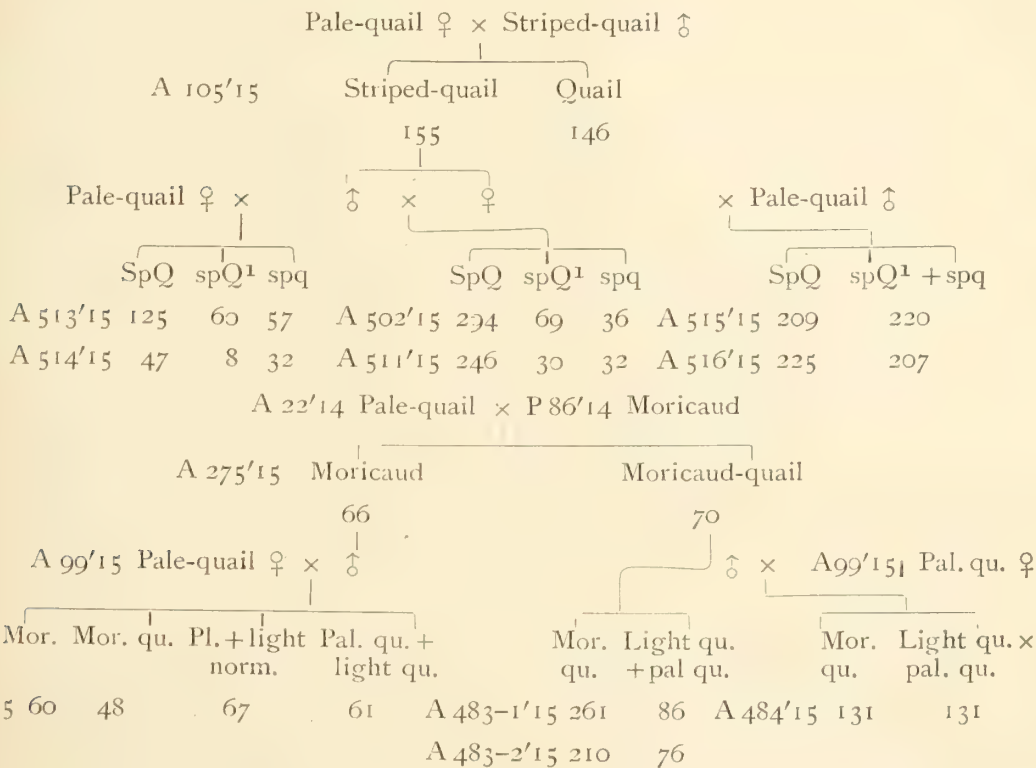 Pale-quail ♀ × Striped-quail ♂
A 105'15 Striped-quail Quail
155 146
Pale-quail ♀ × ♂ × ♀ × Pale-quail ♂
SpQ spQ¹ spq SpQ spQ¹ spq SpQ spQ¹ + spq
A 513'15 125 60 57 A 502'15 294 69 36 A 515'15 209 220
A 514'15 47 8 32 A 511'15 246 30 32 A 516'15 225 207
A 22'14 Pale-quail × P 86'14 Moricaud
A 275'15 Moricaud Moricaud-quail
66 70
A 99'15 Pale-quail ♀ × ♂ ♂ × A99'15 Pal. qu. ♀
Mor. Mor. qu. Pl. + light Pal. qu. + Mor. Light qu. Mor. Light qu. ×
norm. light qu. qu. + pal qu. qu. pal. qu.
5 60 48 67 61 A 483-1'15 261 86 A 484'15 131 131
A 483-2'15 210 76